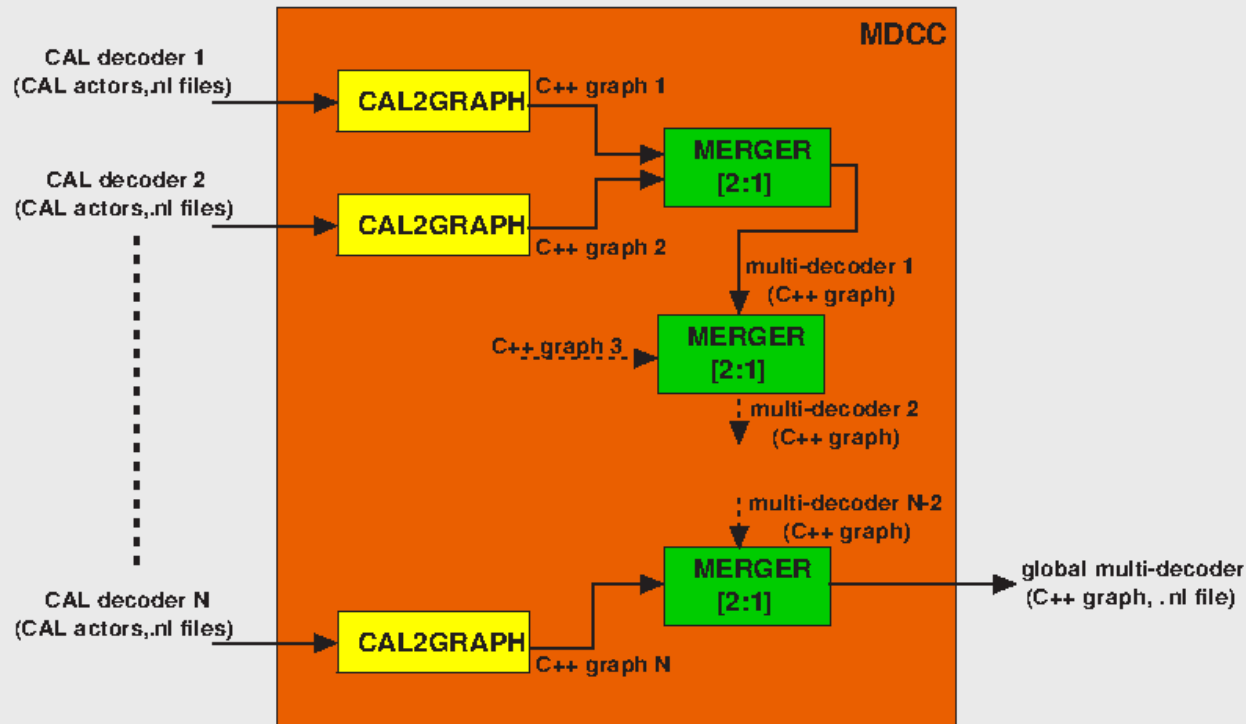 MDCC
CAL decoder 1
(CAL actors,.nl files)
CAL2GRAPH
C++ graph 1
MERGER
[2:1]
CAL decoder 2
(CAL actors,.nl files)
CAL2GRAPH
C++ graph 2
multi-decoder 1
(C++ graph)
C++ graph 3
MERGER
[2:1]
multi-decoder 2
(C++ graph)
multi-decoder N-2
(C++ graph)
MERGER
[2:1]
global multi-decoder
(C++ graph, .nl file)
CAL decoder N
(CAL actors,.nl files)
CAL2GRAPH
C++ graph N